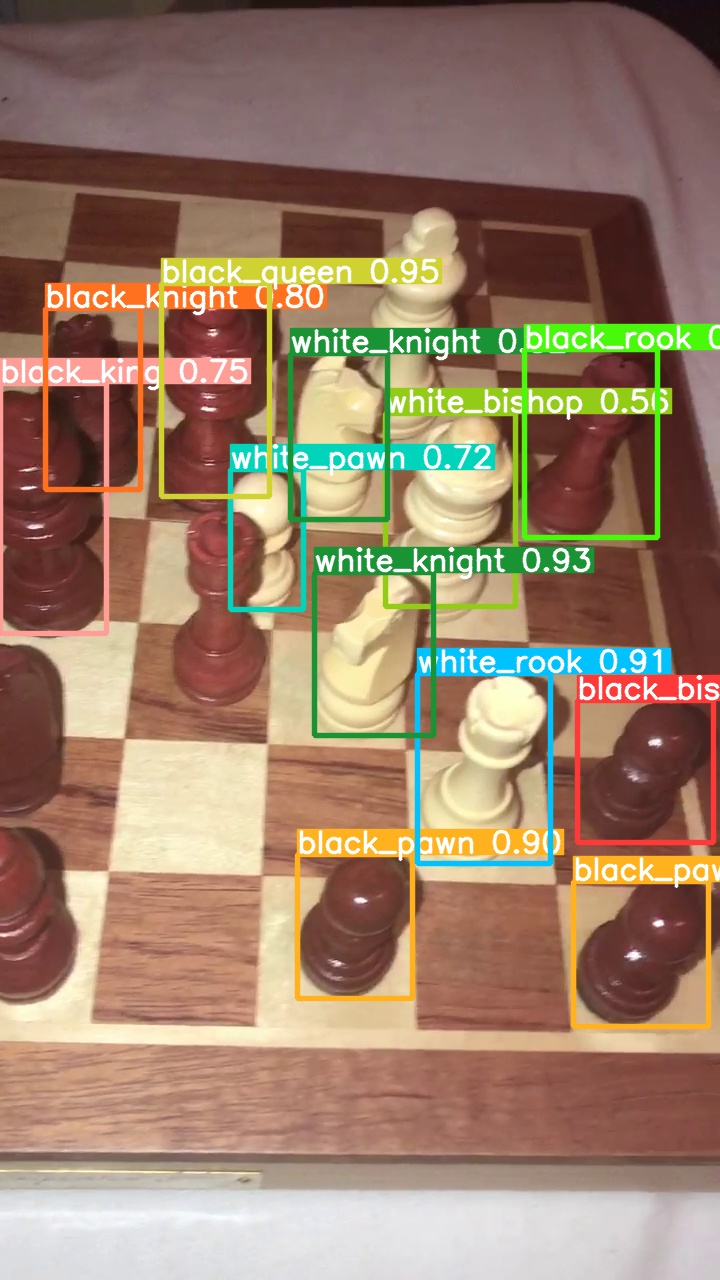 black_queen 0.95
black_knight 0.80
white_knight 0.
black_rook 0
black_king 0.75
white_bishop 0.56
white_pawn 0.72
white_knight 0.93
white_rook 0.91
black_bis
black_pawn 0.90
black_paw